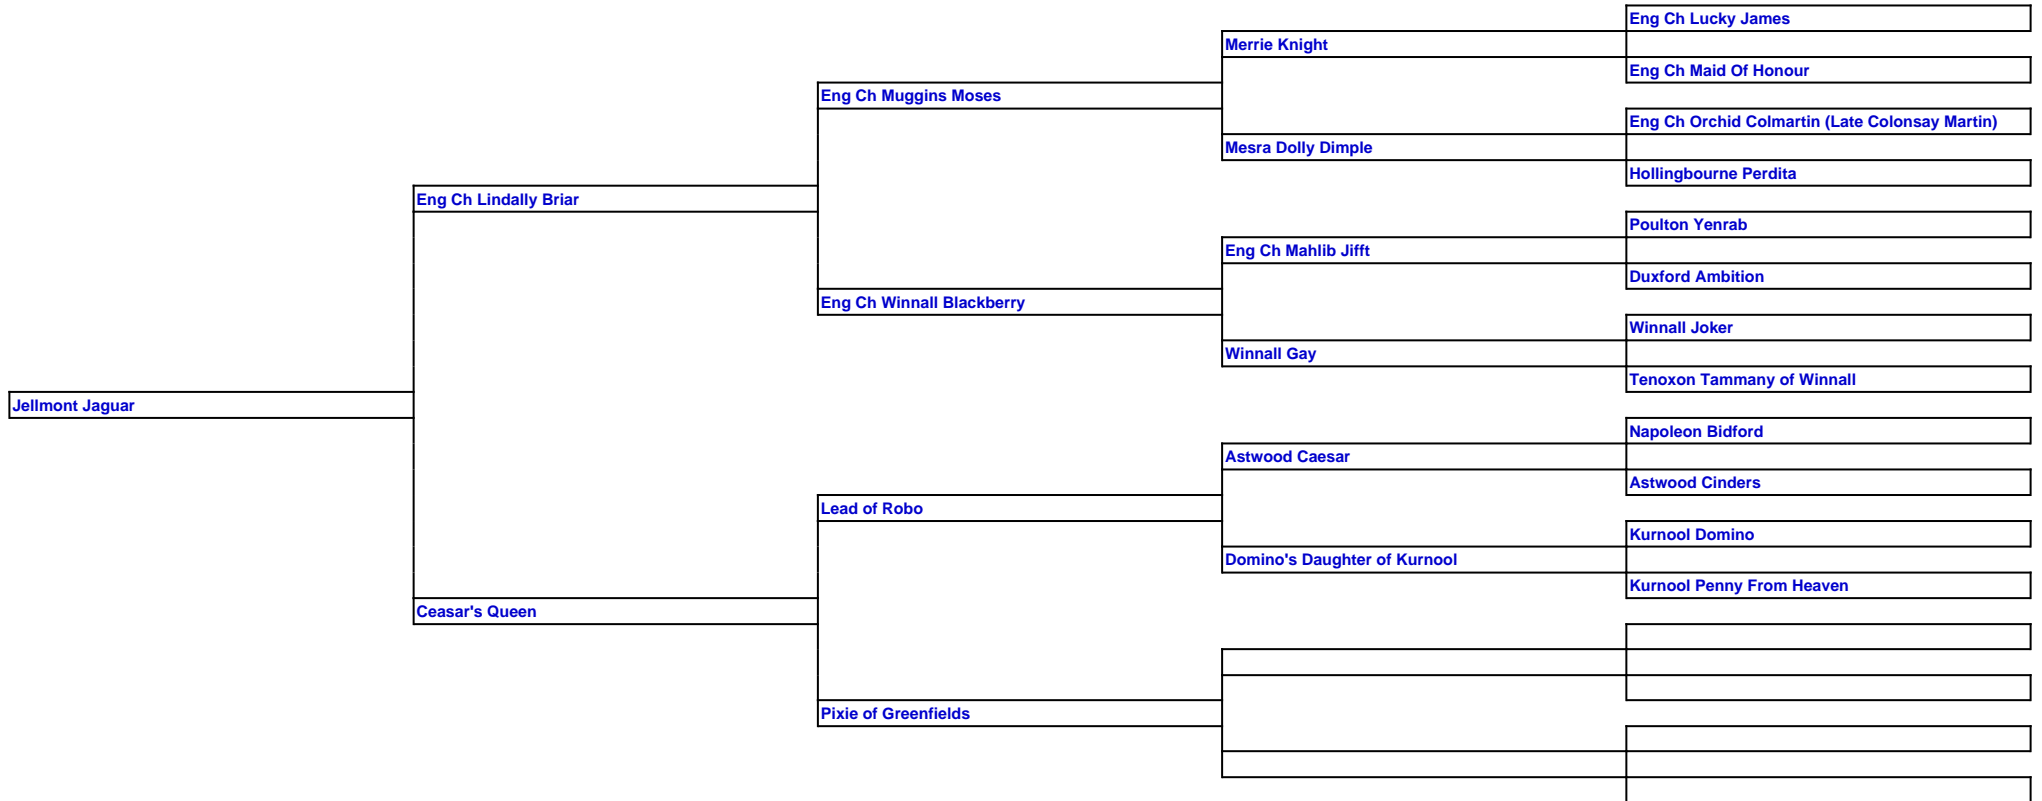 Eng Ch Lucky James
Merrie Knight
Eng Ch Maid Of Honour
Eng Ch Muggins Moses
Eng Ch Orchid Colmartin (Late Colonsay Martin)
Mesra Dolly Dimple
Hollingbourne Perdita
Eng Ch Lindally Briar
Poulton Yenrab
Eng Ch Mahlib Jifft
Duxford Ambition
Eng Ch Winnall Blackberry
Winnall Joker
Winnall Gay
Tenoxon Tammany of Winnall
Jellmont Jaguar
Napoleon Bidford
Astwood Caesar
Astwood Cinders
Lead of Robo
Kurnool Domino
Domino's Daughter of Kurnool
Kurnool Penny From Heaven
Ceasar's Queen
Pixie of Greenfields